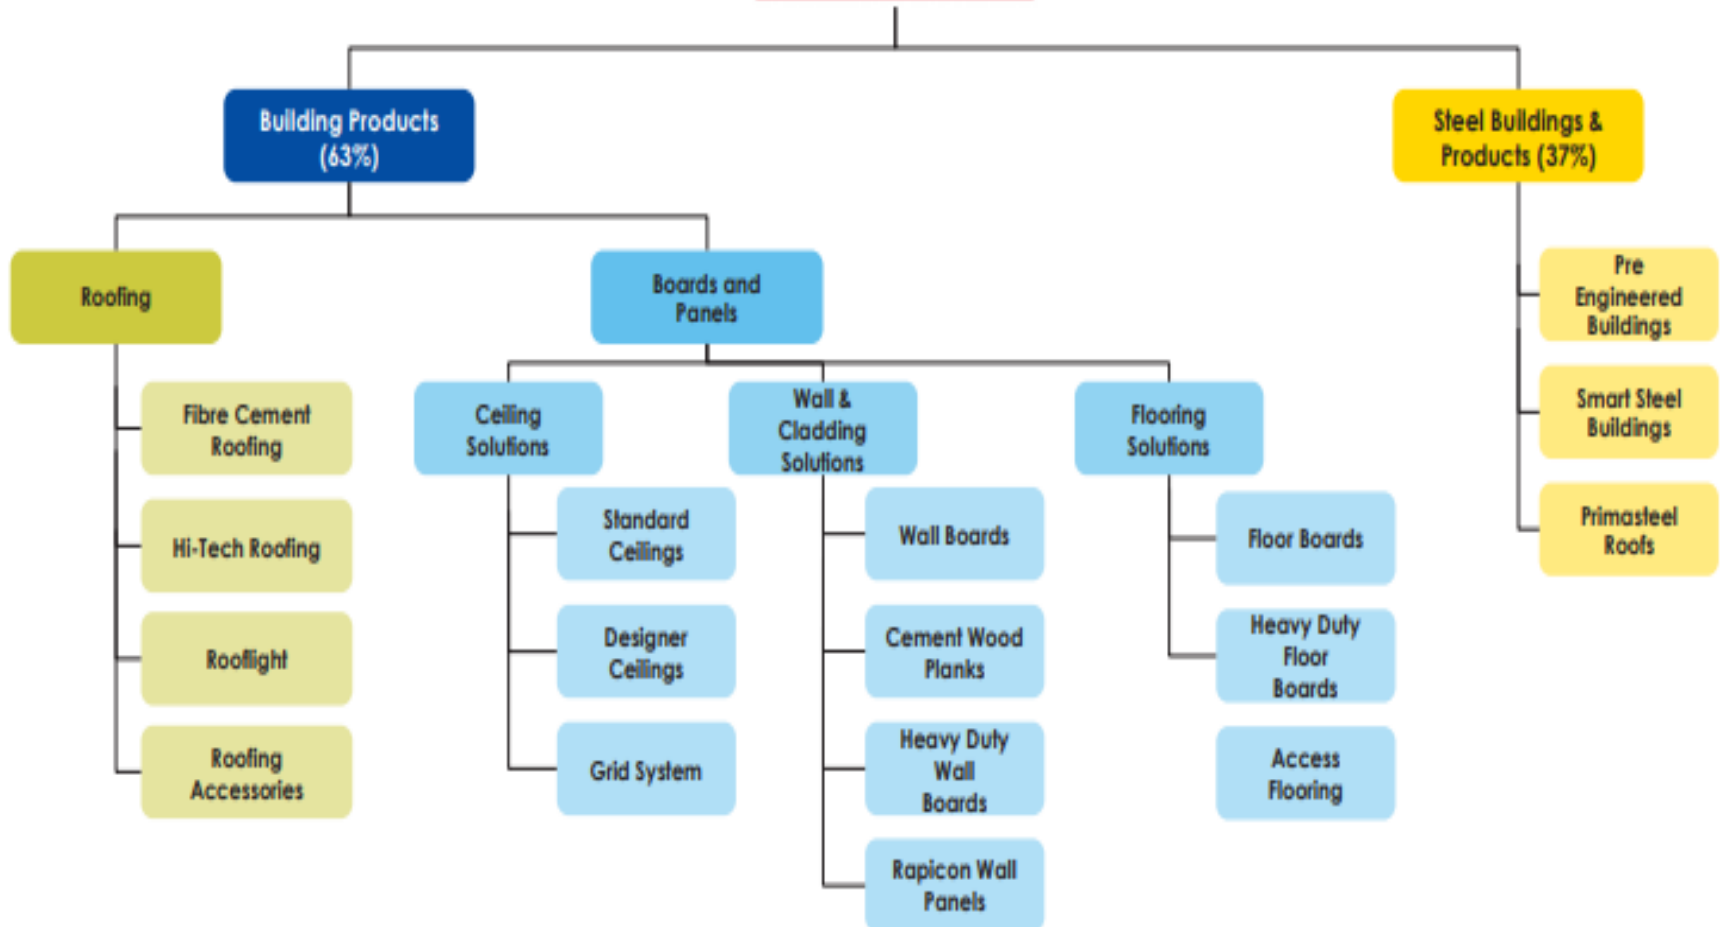 Building Products
(63%)
Steel Buildings &
Products (37%)
Roofing
Boards and
Panels
Pre
Engineered
Buildings
Smart Steel
Buildings
Primasteel
Roofs
Fibre Cement
Roofing
Hi-Tech Roofing
Rooflight
Roofing
Accessories
Ceiling
Solutions
Standard
Ceilings
Designer
Ceilings
Grid System
Wall &
Cladding
Solutions
Wall Boards
Cement Wood
Planks
Heavy Duty
Wall
Boards
Rapicon Wall
Panels
Flooring
Solutions
Floor Boards
Heavy Duty
Floor
Boards
Access
Flooring